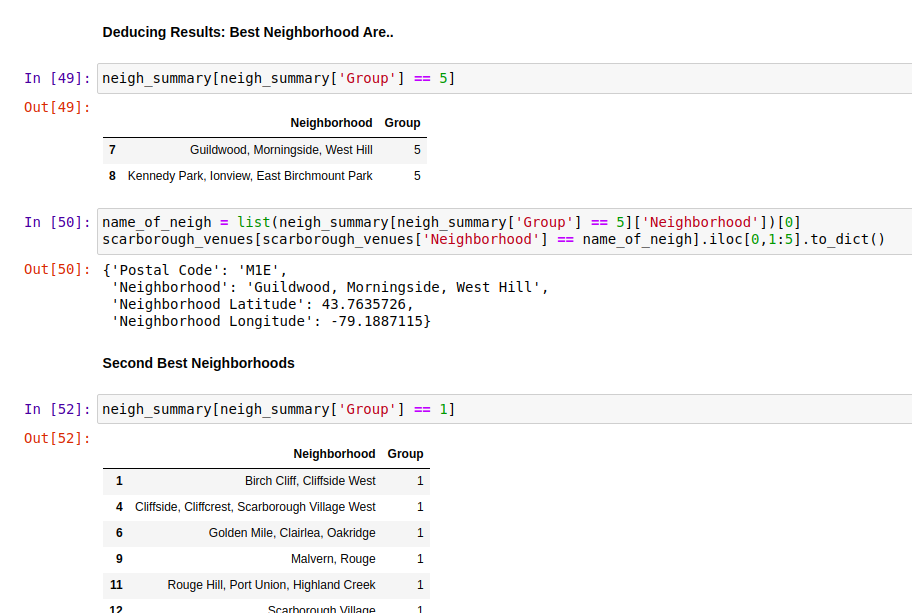 Deducing Results: Best Neighborhood Are..
In [49]: neigh_summary[neigh_summary['Group'] == 5]
Out[49]:
Neighborhood Group
7 Guildwood, Morningside, West Hill 5
8 Kennedy Park, Ionview, East Birchmount Park 5
In [50]: name_of_neigh = list(neigh_summary[neigh_summary['Group'] == 5]['Neighborhood'])[0]
scarborough_venues[scarborough_venues['Neighborhood'] == name_of_neigh].iloc[0,1:5].to_dict()
Out[50]: {'Postal Code': 'M1E',
'Neighborhood': 'Guildwood, Morningside, West Hill',
'Neighborhood Latitude': 43.7635726,
'Neighborhood Longitude': -79.1887115}
Second Best Neighborhoods
In [52]: neigh_summary[neigh_summary['Group'] == 1]
Out[52]:
Neighborhood Group
1 Birch Cliff, Cliffside West 1
4 Cliffside, Cliffcrest, Scarborough Village West 1
6 Golden Mile, Clairlea, Oakridge 1
9 Malvern, Rouge 1
11 Rouge Hill, Port Union, Highland Creek 1
12 Scarborough Village 1